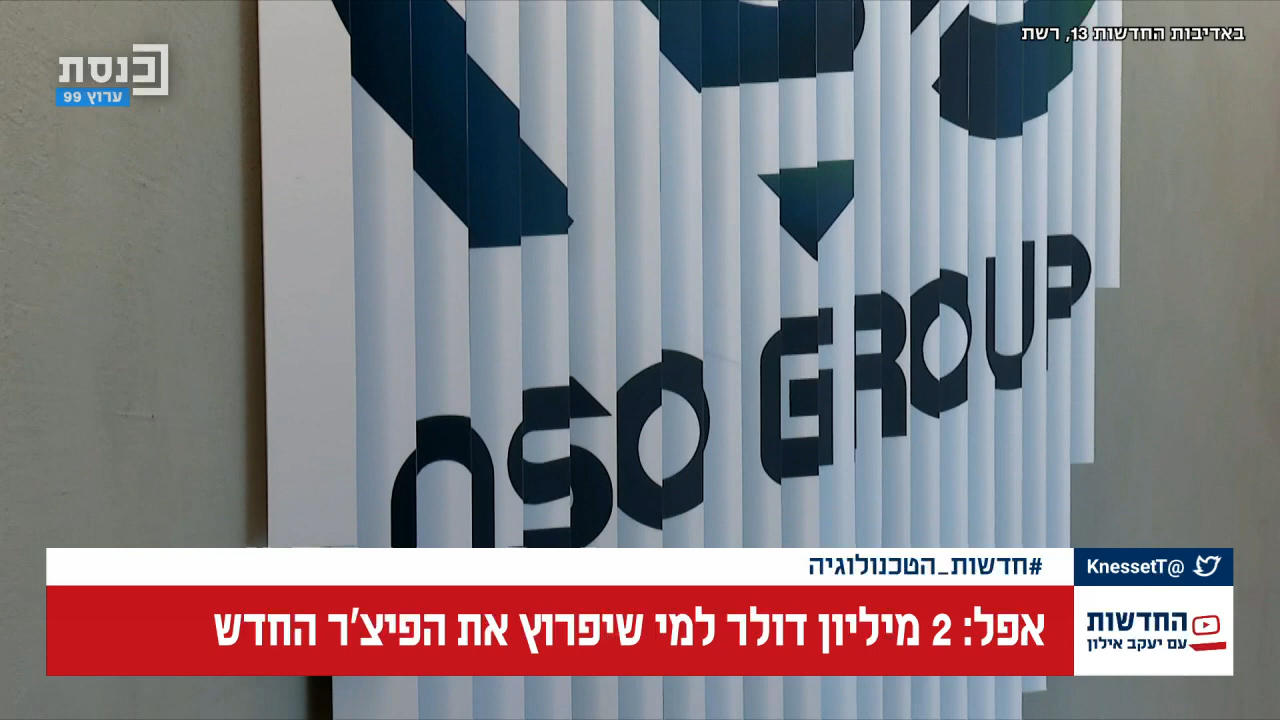 באדיבות החדשות 13, רשת
כנסת
ערוץ 99
NSO GROUP
#חדשות_הטכנולוגיה
@KnessetT
אפל: 2 מיליון דולר למי שיפרוץ את הפיצ'ר החדש
החדשות
עם יעקב אילון